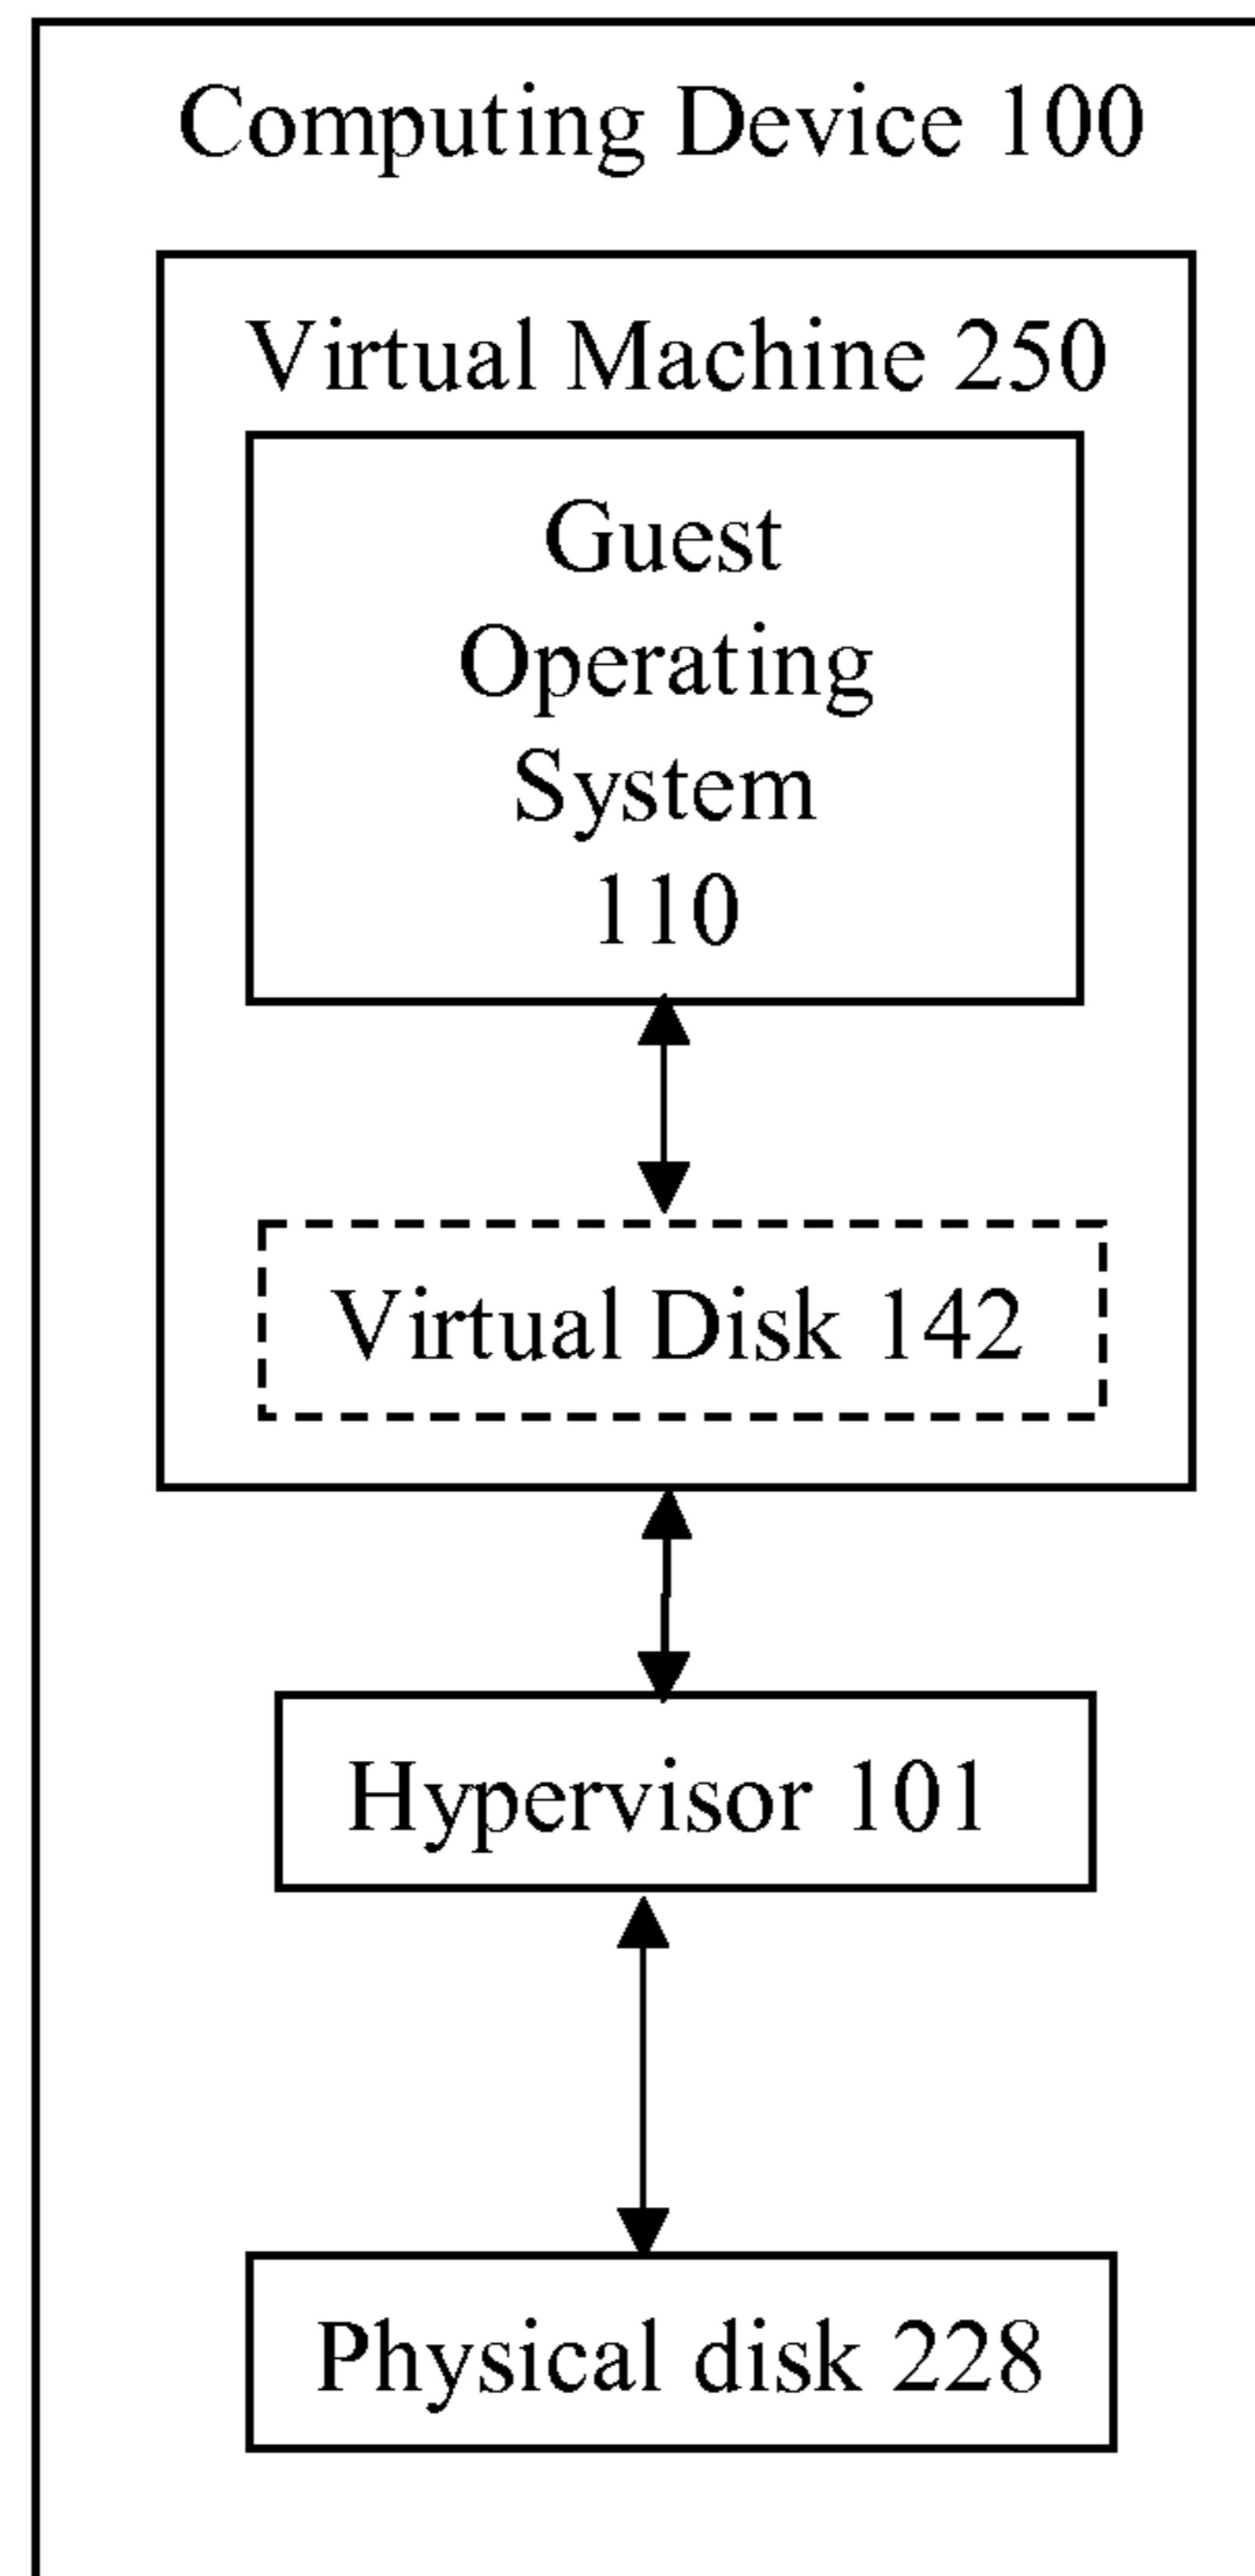 Computing Device 100
Virtual Machine 250
Guest
Operating
System
110
Virtual Disk 142
Hypervisor 101
Physical disk 228